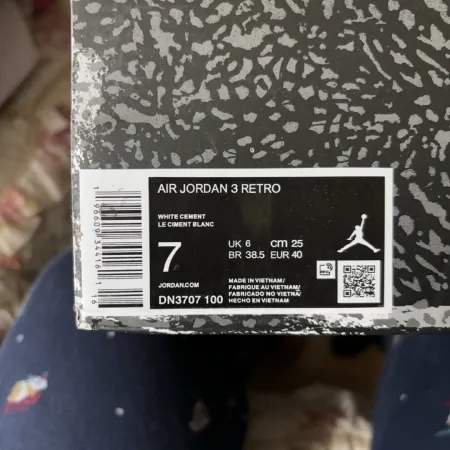 AIR JORDAN 3 RETRO
WHITE CEMENT
LE CIMENT BLANC
7
UK 6 cm 25
BR 38.5 EUR 40
JORDAN.COM
DN3707 100
MADE IN VIETNAM/
FABRIQUE AU VIETNAM/
FABRICADO NO VIETNÃ/
HECHO EN VIETNAM